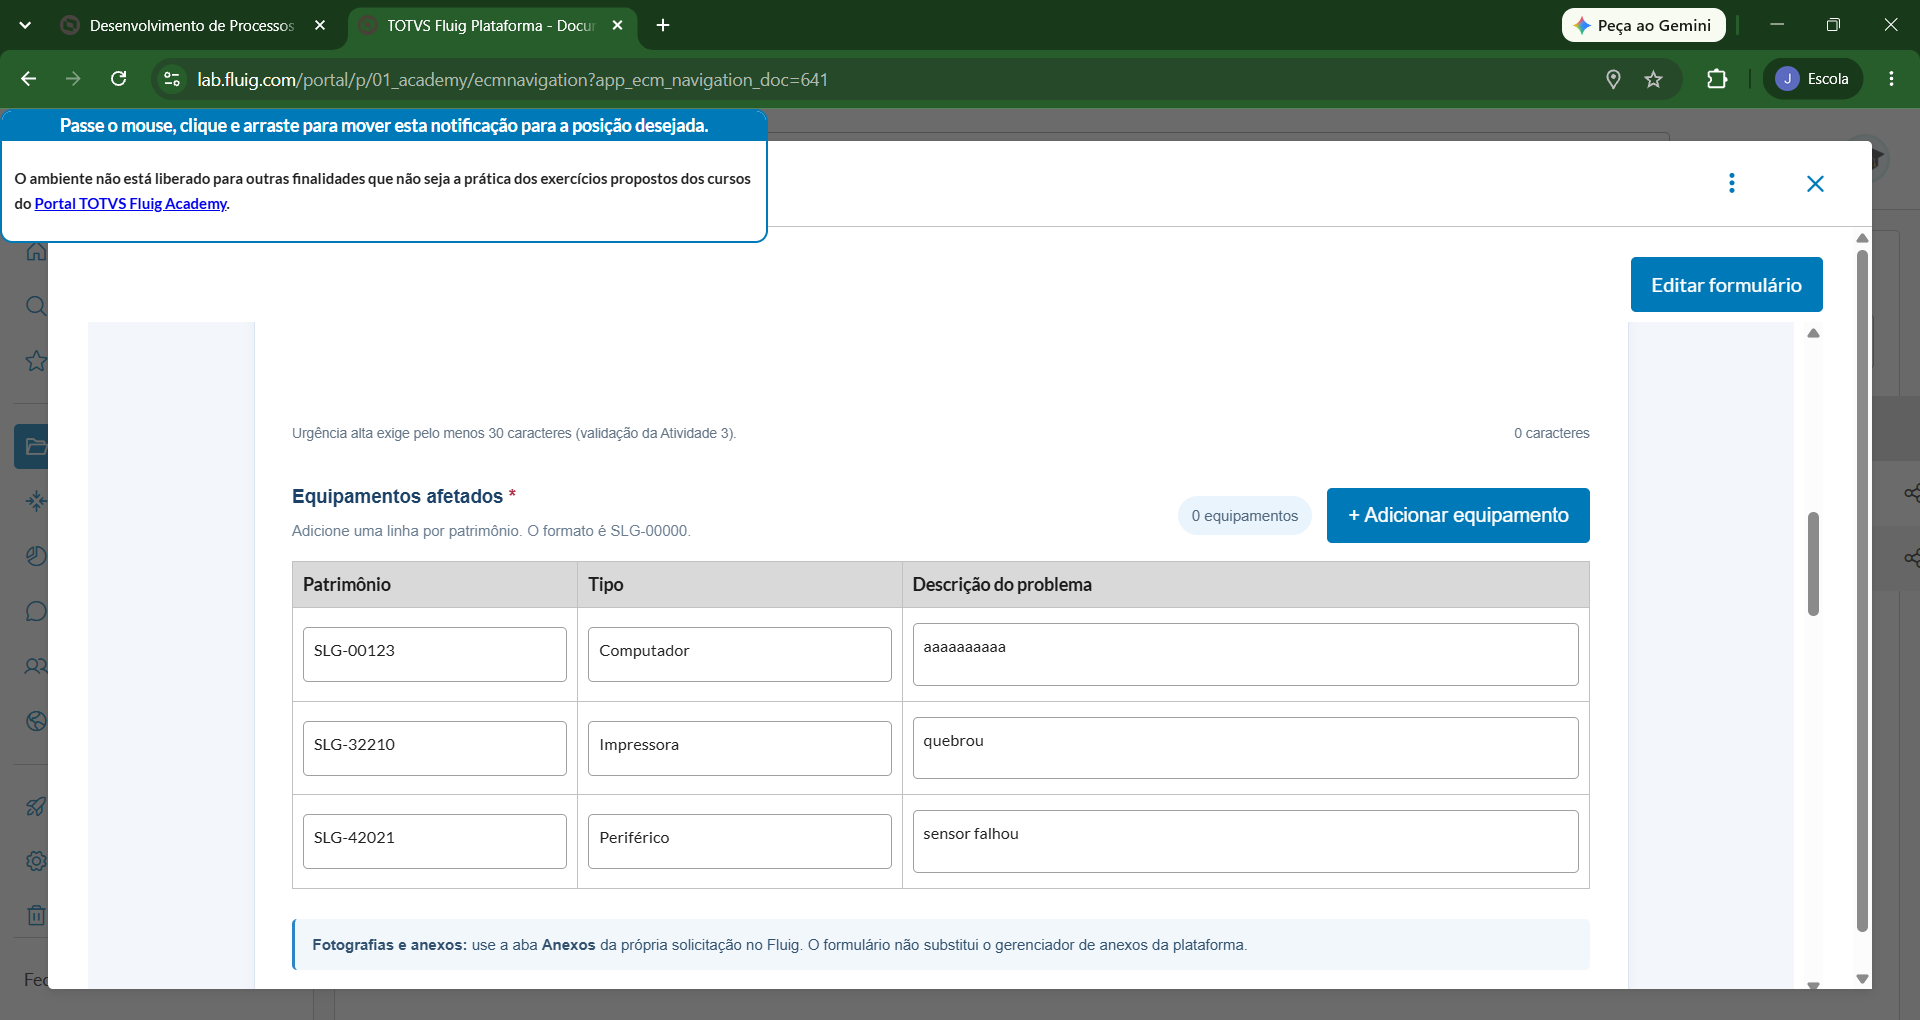 Desenvolvimento de Processos
TOTVS Fluig Plataforma - Docu
Peça ao Gemini
lab.fluig.com/portal/p/01_academy/ecmnavigation?app_ecm_navigation_doc=641
J
Escola
Passe o mouse, clique e arraste para mover esta notificação para a posição desejada.
O ambiente não está liberado para outras finalidades que não seja a prática dos exercícios propostos dos cursos
do Portal TOTVS Fluig Academy.
Editar formulário
Urgência alta exige pelo menos 30 caracteres (validação da Atividade 3).
0 caracteres
Equipamentos afetados *
Adicione uma linha por patrimônio. O formato é SLG-00000.
0 equipamentos
+ Adicionar equipamento
Patrimônio Tipo Descrição do problema
SLG-00123 Computador aaaaaaaaaa
SLG-32210 Impressora quebrou
SLG-42021 Periférico sensor falhou
Fotografias e anexos: use a aba Anexos da própria solicitação no Fluig. O formulário não substitui o gerenciador de anexos da plataforma.
Fec